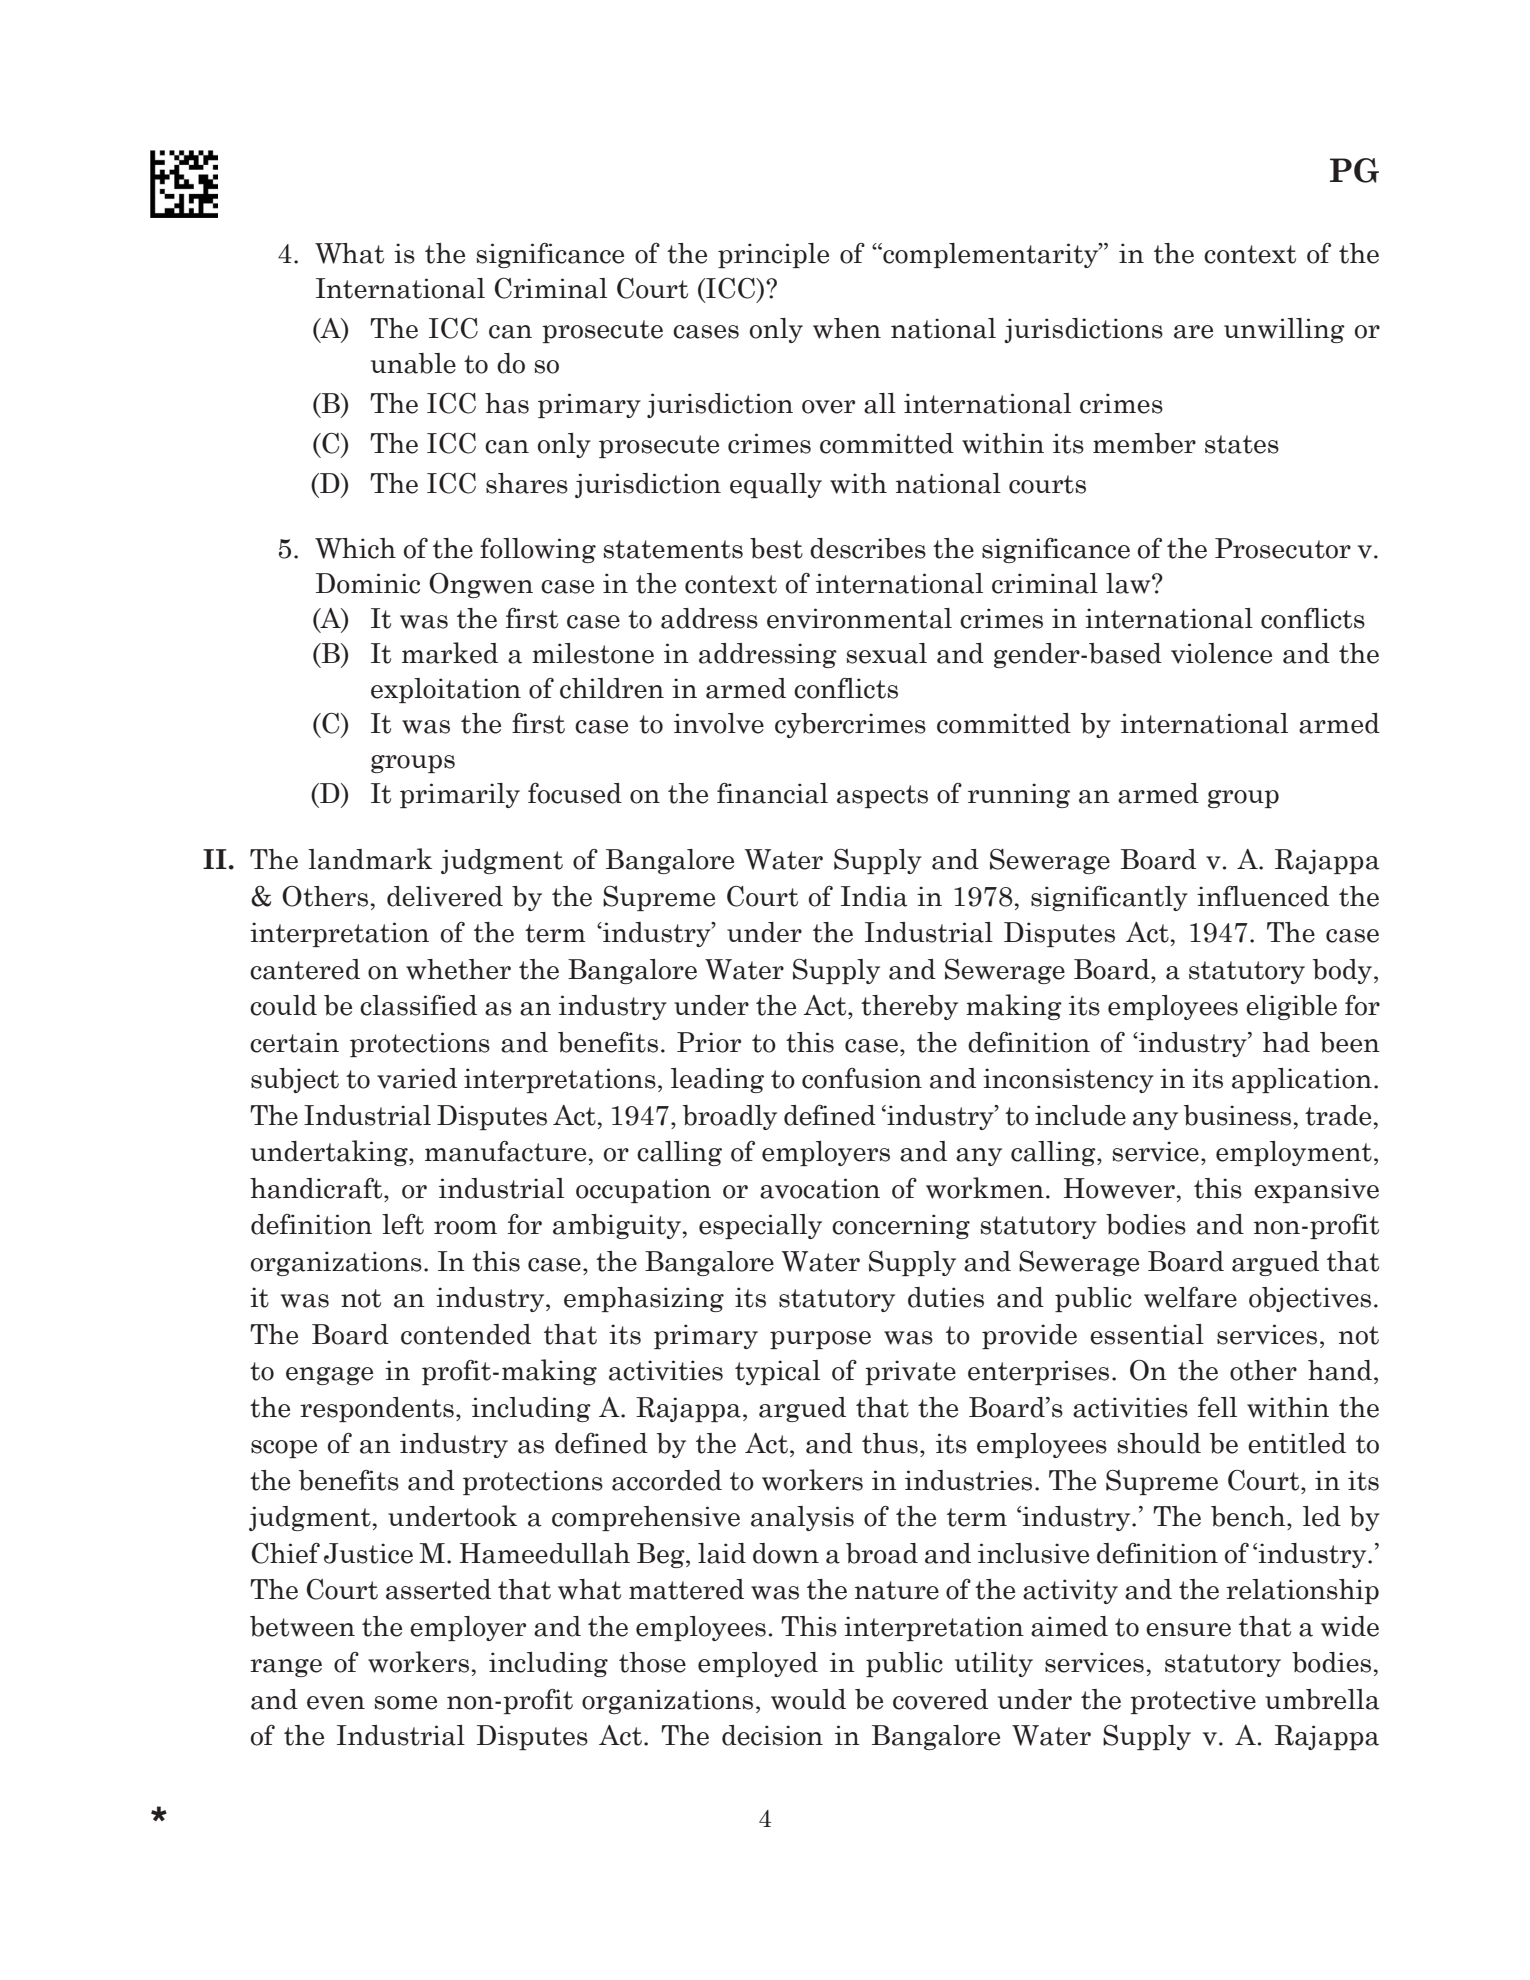 PG
4. What is the significance of the principle of “complementarity” in the context of the
International Criminal Court (ICC)?
(A) The ICC can prosecute cases only when national jurisdictions are unwilling or
unable to do so
(B) The ICC has primary jurisdiction over all international crimes
(C) The ICC can only prosecute crimes committed within its member states
(D) The ICC shares jurisdiction equally with national courts
5. Which of the following statements best describes the significance of the Prosecutor v.
Dominic Ongwen case in the context of international criminal law?
(A) It was the first case to address environmental crimes in international conflicts
(B) It marked a milestone in addressing sexual and gender-based violence and the
exploitation of children in armed conflicts
(C) It was the first case to involve cybercrimes committed by international armed
groups
(D) It primarily focused on the financial aspects of running an armed group
II. The landmark judgment of Bangalore Water Supply and Sewerage Board v. A. Rajappa
& Others, delivered by the Supreme Court of India in 1978, significantly influenced the
interpretation of the term ‘industry’ under the Industrial Disputes Act, 1947. The case
cantered on whether the Bangalore Water Supply and Sewerage Board, a statutory body,
could be classified as an industry under the Act, thereby making its employees eligible for
certain protections and benefits. Prior to this case, the definition of ‘industry’ had been
subject to varied interpretations, leading to confusion and inconsistency in its application.
The Industrial Disputes Act, 1947, broadly defined ‘industry’ to include any business, trade,
undertaking, manufacture, or calling of employers and any calling, service, employment,
handicraft, or industrial occupation or avocation of workmen. However, this expansive
definition left room for ambiguity, especially concerning statutory bodies and non-profit
organizations. In this case, the Bangalore Water Supply and Sewerage Board argued that
it was not an industry, emphasizing its statutory duties and public welfare objectives.
The Board contended that its primary purpose was to provide essential services, not
to engage in profit-making activities typical of private enterprises. On the other hand,
the respondents, including A. Rajappa, argued that the Board’s activities fell within the
scope of an industry as defined by the Act, and thus, its employees should be entitled to
the benefits and protections accorded to workers in industries. The Supreme Court, in its
judgment, undertook a comprehensive analysis of the term ‘industry.’ The bench, led by
Chief Justice M. Hameedullah Beg, laid down a broad and inclusive definition of ‘industry.’
The Court asserted that what mattered was the nature of the activity and the relationship
between the employer and the employees. This interpretation aimed to ensure that a wide
range of workers, including those employed in public utility services, statutory bodies,
and even some non-profit organizations, would be covered under the protective umbrella
of the Industrial Disputes Act. The decision in Bangalore Water Supply v. A. Rajappa
* 4